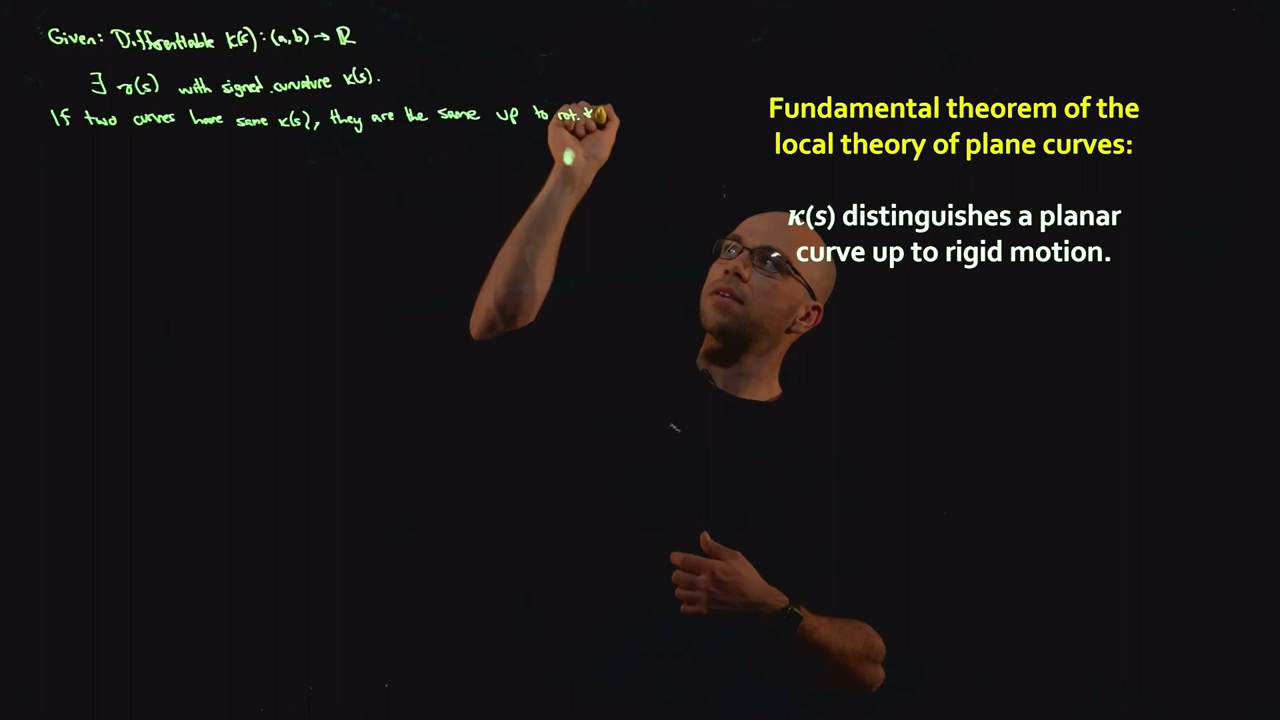 Given: Differentiable κ(s): (a,b) → ℝ
∃ γ(s) with signed curvature κ(s).
If two curves have same κ(s), they are the same up to rot. +
Fundamental theorem of the
local theory of plane curves:
κ(s) distinguishes a planar
curve up to rigid motion.